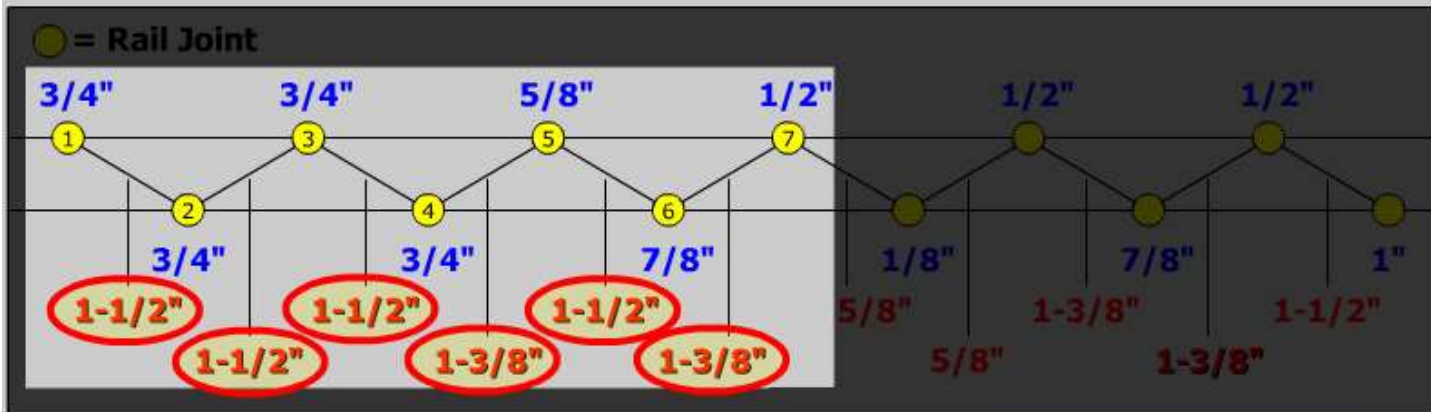 = Rail Joint
3/4" 3/4" 5/8" 1/2" 1/2" 1/2"
1 3 5 7
2 4 6
3/4" 3/4" 7/8" 1/8" 7/8" 1"
1-1/2" 1-1/2" 1-1/2" 5/8" 1-3/8" 1-1/2"
1-1/2" 1-3/8" 1-3/8" 5/8" 1-3/8"